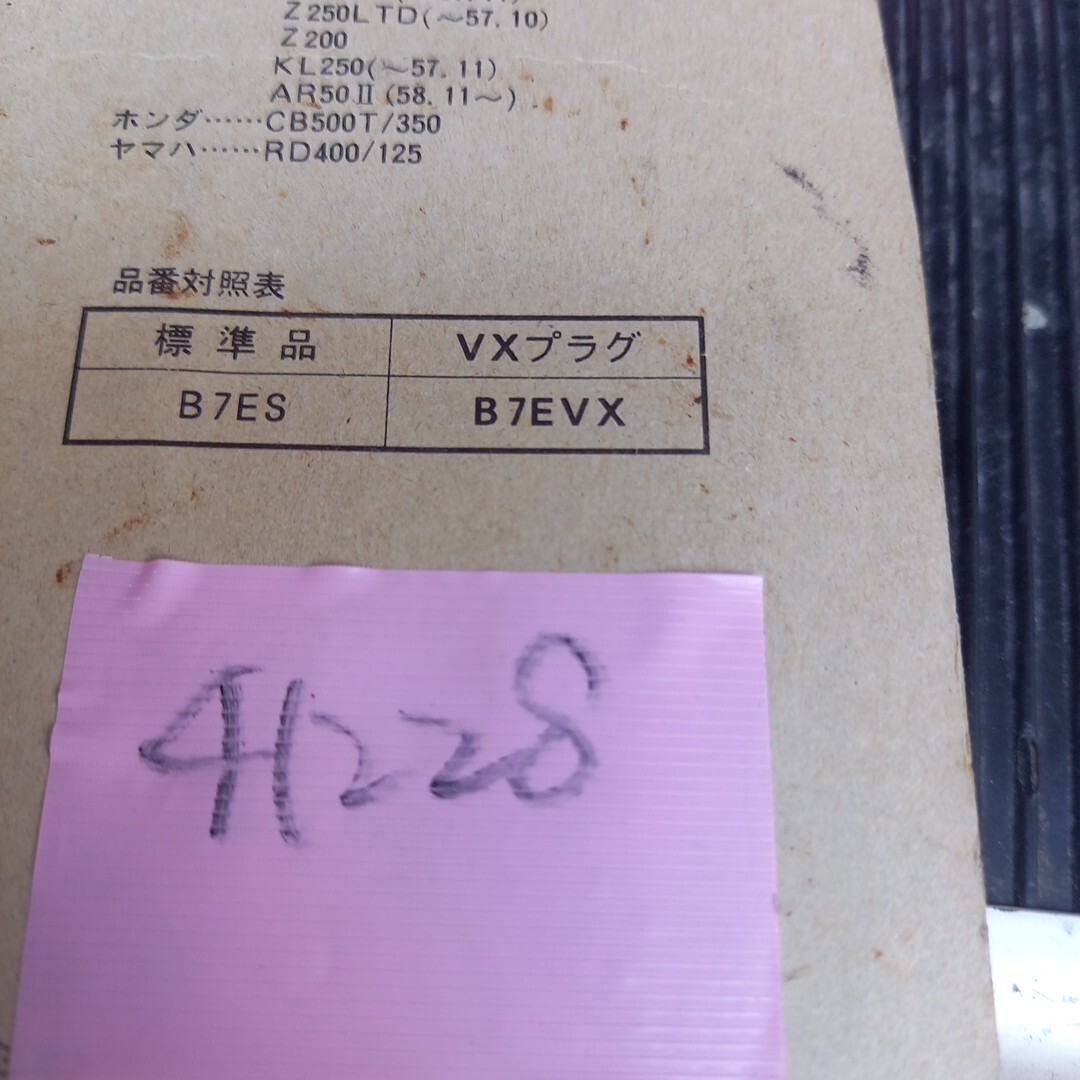 Z250LTD(〜57.10)
Z200
KL250(〜57.11)
AR50Ⅱ(58.11〜)
ホンダ……CB500T/350
ヤマハ……RD400/125
品番対照表
標準品 VXプラグ
B7ES B7EVX
41228